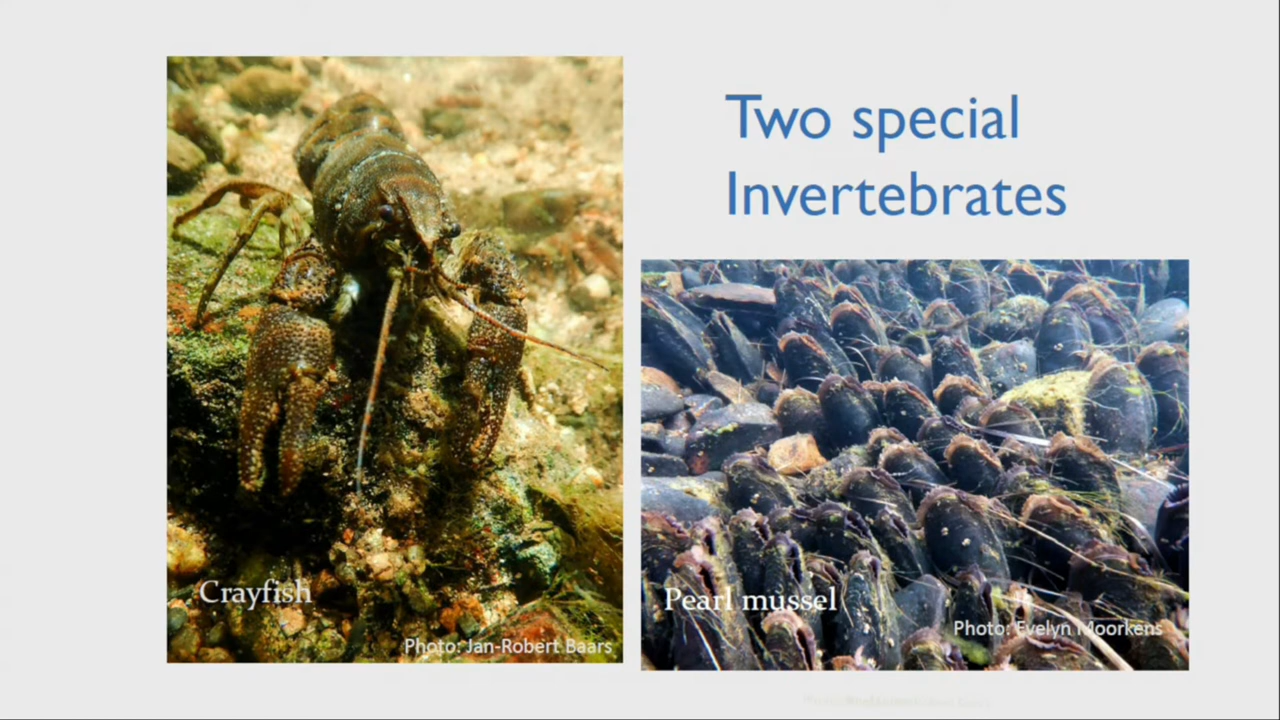 Two special
Invertebrates
Crayfish
Photo: Jan-Robert Baars
Pearl mussel
Photo: Evelyn Moorkens